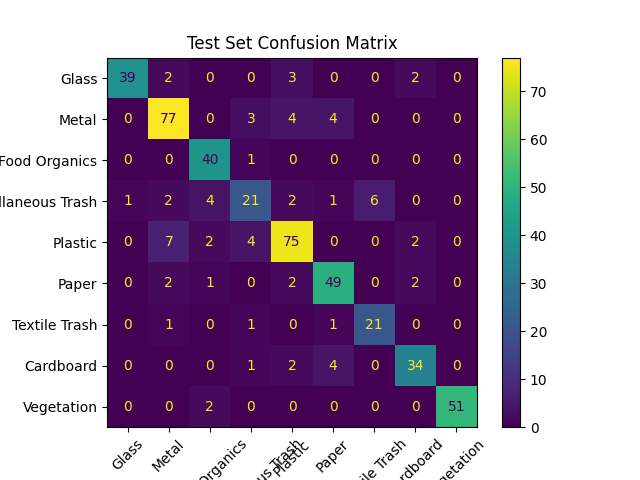 Test Set Confusion Matrix
Glass 39 2 0 0 3 0 0 2 0
Metal 0 77 0 3 4 4 0 0 0
Food Organics 0 0 40 1 0 0 0 0 0
llaneous Trash 1 2 4 21 2 1 6 0 0
Plastic 0 7 2 4 75 0 0 2 0
Paper 0 2 1 0 2 49 0 2 0
Textile Trash 0 1 0 1 0 1 21 0 0
Cardboard 0 0 0 1 2 4 0 34 0
Vegetation 0 0 2 0 0 0 0 0 51
Glass Metal Organics us Trash Plastic Paper ile Trash rdboard getation
70
60
50
40
30
20
10
0